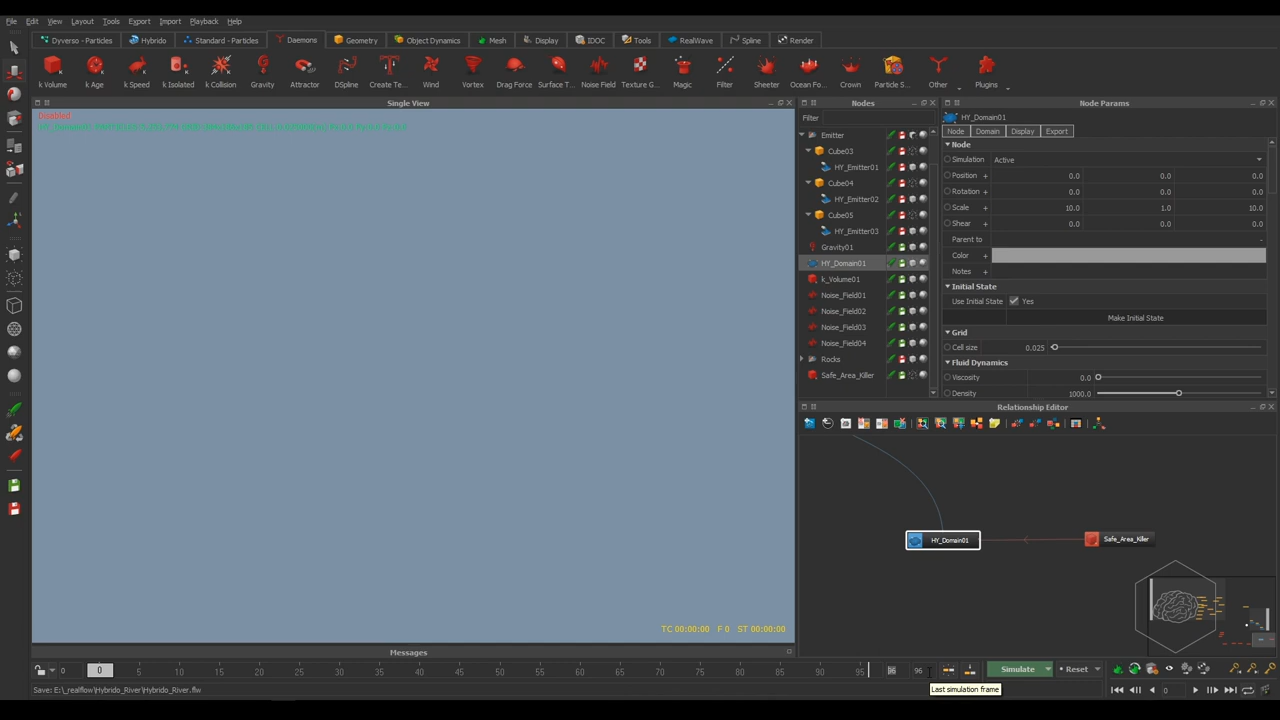 File Edit View Layout Tools Export Import Playback Help
Dyverso - Particles Hybrido Standard - Particles Daemons Geometry Object Dynamics Mesh Display IDOC Tools RealWave Spline Render
k Volume k Age k Speed k Isolated k Collision Gravity Attractor DSpline Create Te... Wind Vortex Drag Force Surface T... Noise Field Texture G... Magic Filter Sheeter Ocean Fo... Crown Particle S... Other Plugins
Single View
Disabled
TC 00:00:00 F 0 ST 00:00:00
Messages
Nodes
Filter
Emitter
Cube03
HY_Emitter01
Cube04
HY_Emitter02
Cube05
HY_Emitter03
Gravity01
HY_Domain01
k_Volume01
Noise_Field01
Noise_Field02
Noise_Field03
Noise_Field04
Rocks
Safe_Area_Killer
Node Params
HY_Domain01
Node Domain Display Export
Node
Simulation Active
Position + 0.0 0.0 0.0
Rotation + 0.0 0.0 0.0
Scale + 10.0 1.0 10.0
Shear + 0.0 0.0 0.0
Parent to -
Color +
Notes
Initial State
Use Initial State Yes
Make Initial State
Grid
Cell size 0.025
Fluid Dynamics
Viscosity 0.0
Density 1000.0
Relationship Editor
HY_Domain01
Safe_Area_Killer
0 0 5 10 15 20 25 30 35 40 45 50 55 60 65 70 75 80 85 90 95 96 96
Simulate Reset
Last simulation frame
Save: E:\_realflow\Hybrido_River\Hybrido_River.flw
0